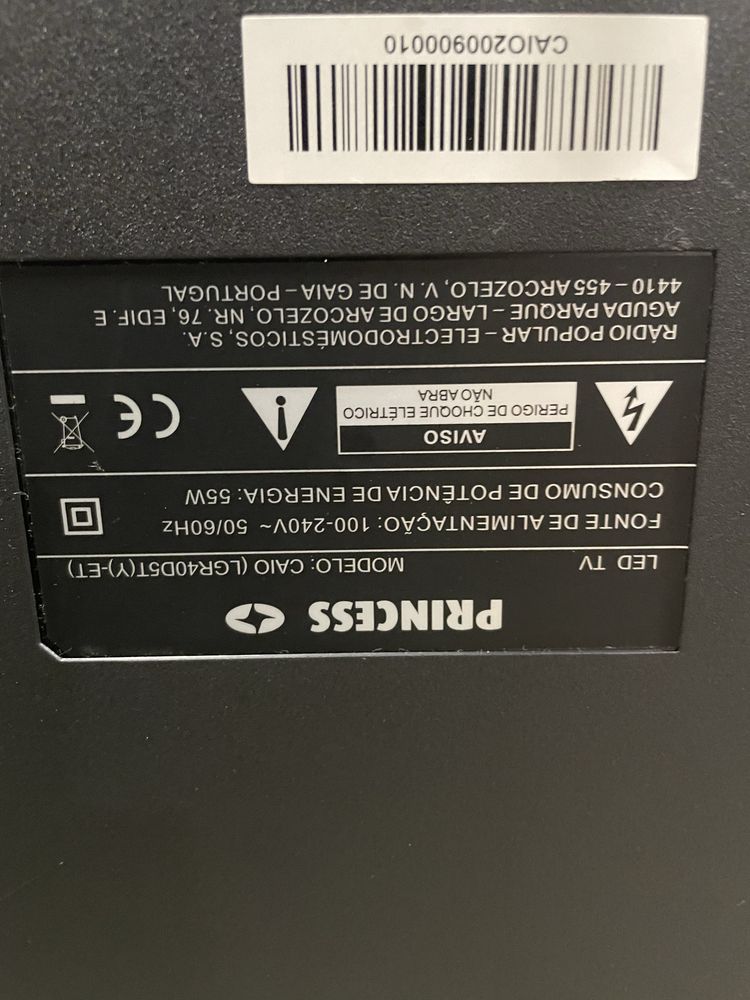 PRINCESS
LED TV MODELO: CAIO (LGR40D5T(Y)-ET)
FONTE DE ALIMENTAÇÃO: 100-240V~ 50/60Hz
CONSUMO DE POTÊNCIA DE ENERGIA: 55W
AVISO
PERIGO DE CHOQUE ELÉTRICO
NÃO ABRA
CE
RÁDIO POPULAR – ELECTRODOMÉSTICOS, S.A.
AGUDA PARQUE – LARGO DE ARCOZELO, NR. 76, EDIF. E
4410 – 455 ARCOZELO, V. N. DE GAIA – PORTUGAL
CAIO2009000010